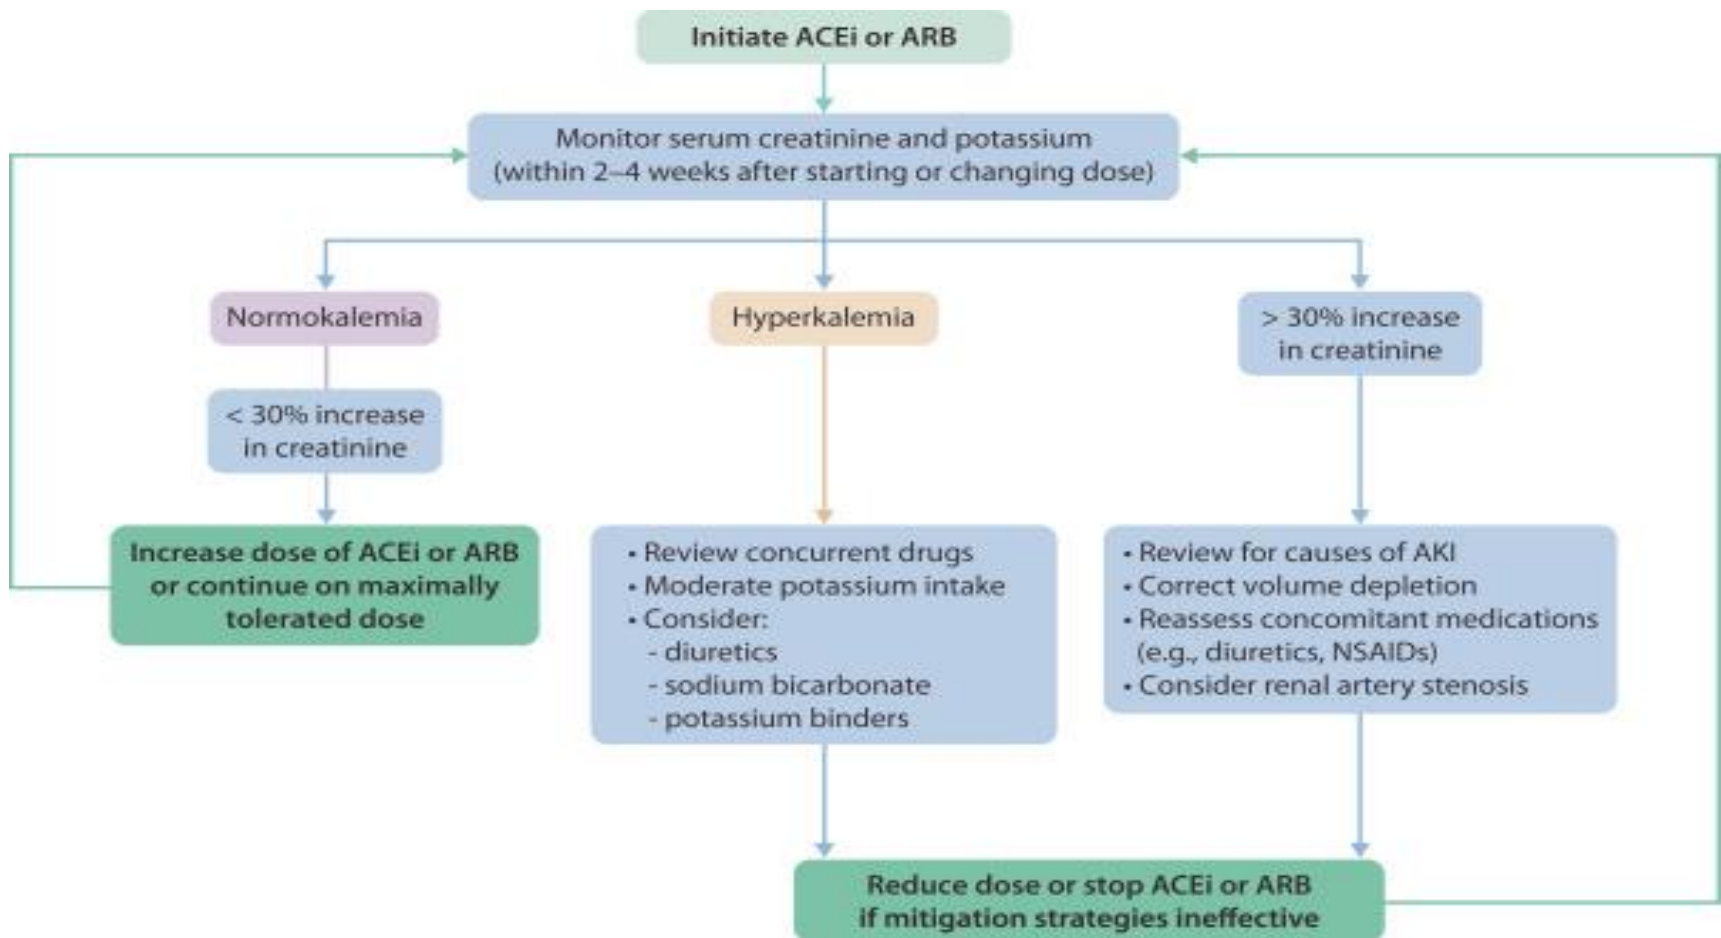 Initiate ACEi or ARB
Monitor serum creatinine and potassium
(within 2–4 weeks after starting or changing dose)
Normokalemia
< 30% increase
in creatinine
Increase dose of ACEi or ARB
or continue on maximally
tolerated dose
Hyperkalemia
• Review concurrent drugs
• Moderate potassium intake
• Consider:
- diuretics
- sodium bicarbonate
- potassium binders
> 30% increase
in creatinine
• Review for causes of AKI
• Correct volume depletion
• Reassess concomitant medications
(e.g., diuretics, NSAIDs)
• Consider renal artery stenosis
Reduce dose or stop ACEi or ARB
if mitigation strategies ineffective